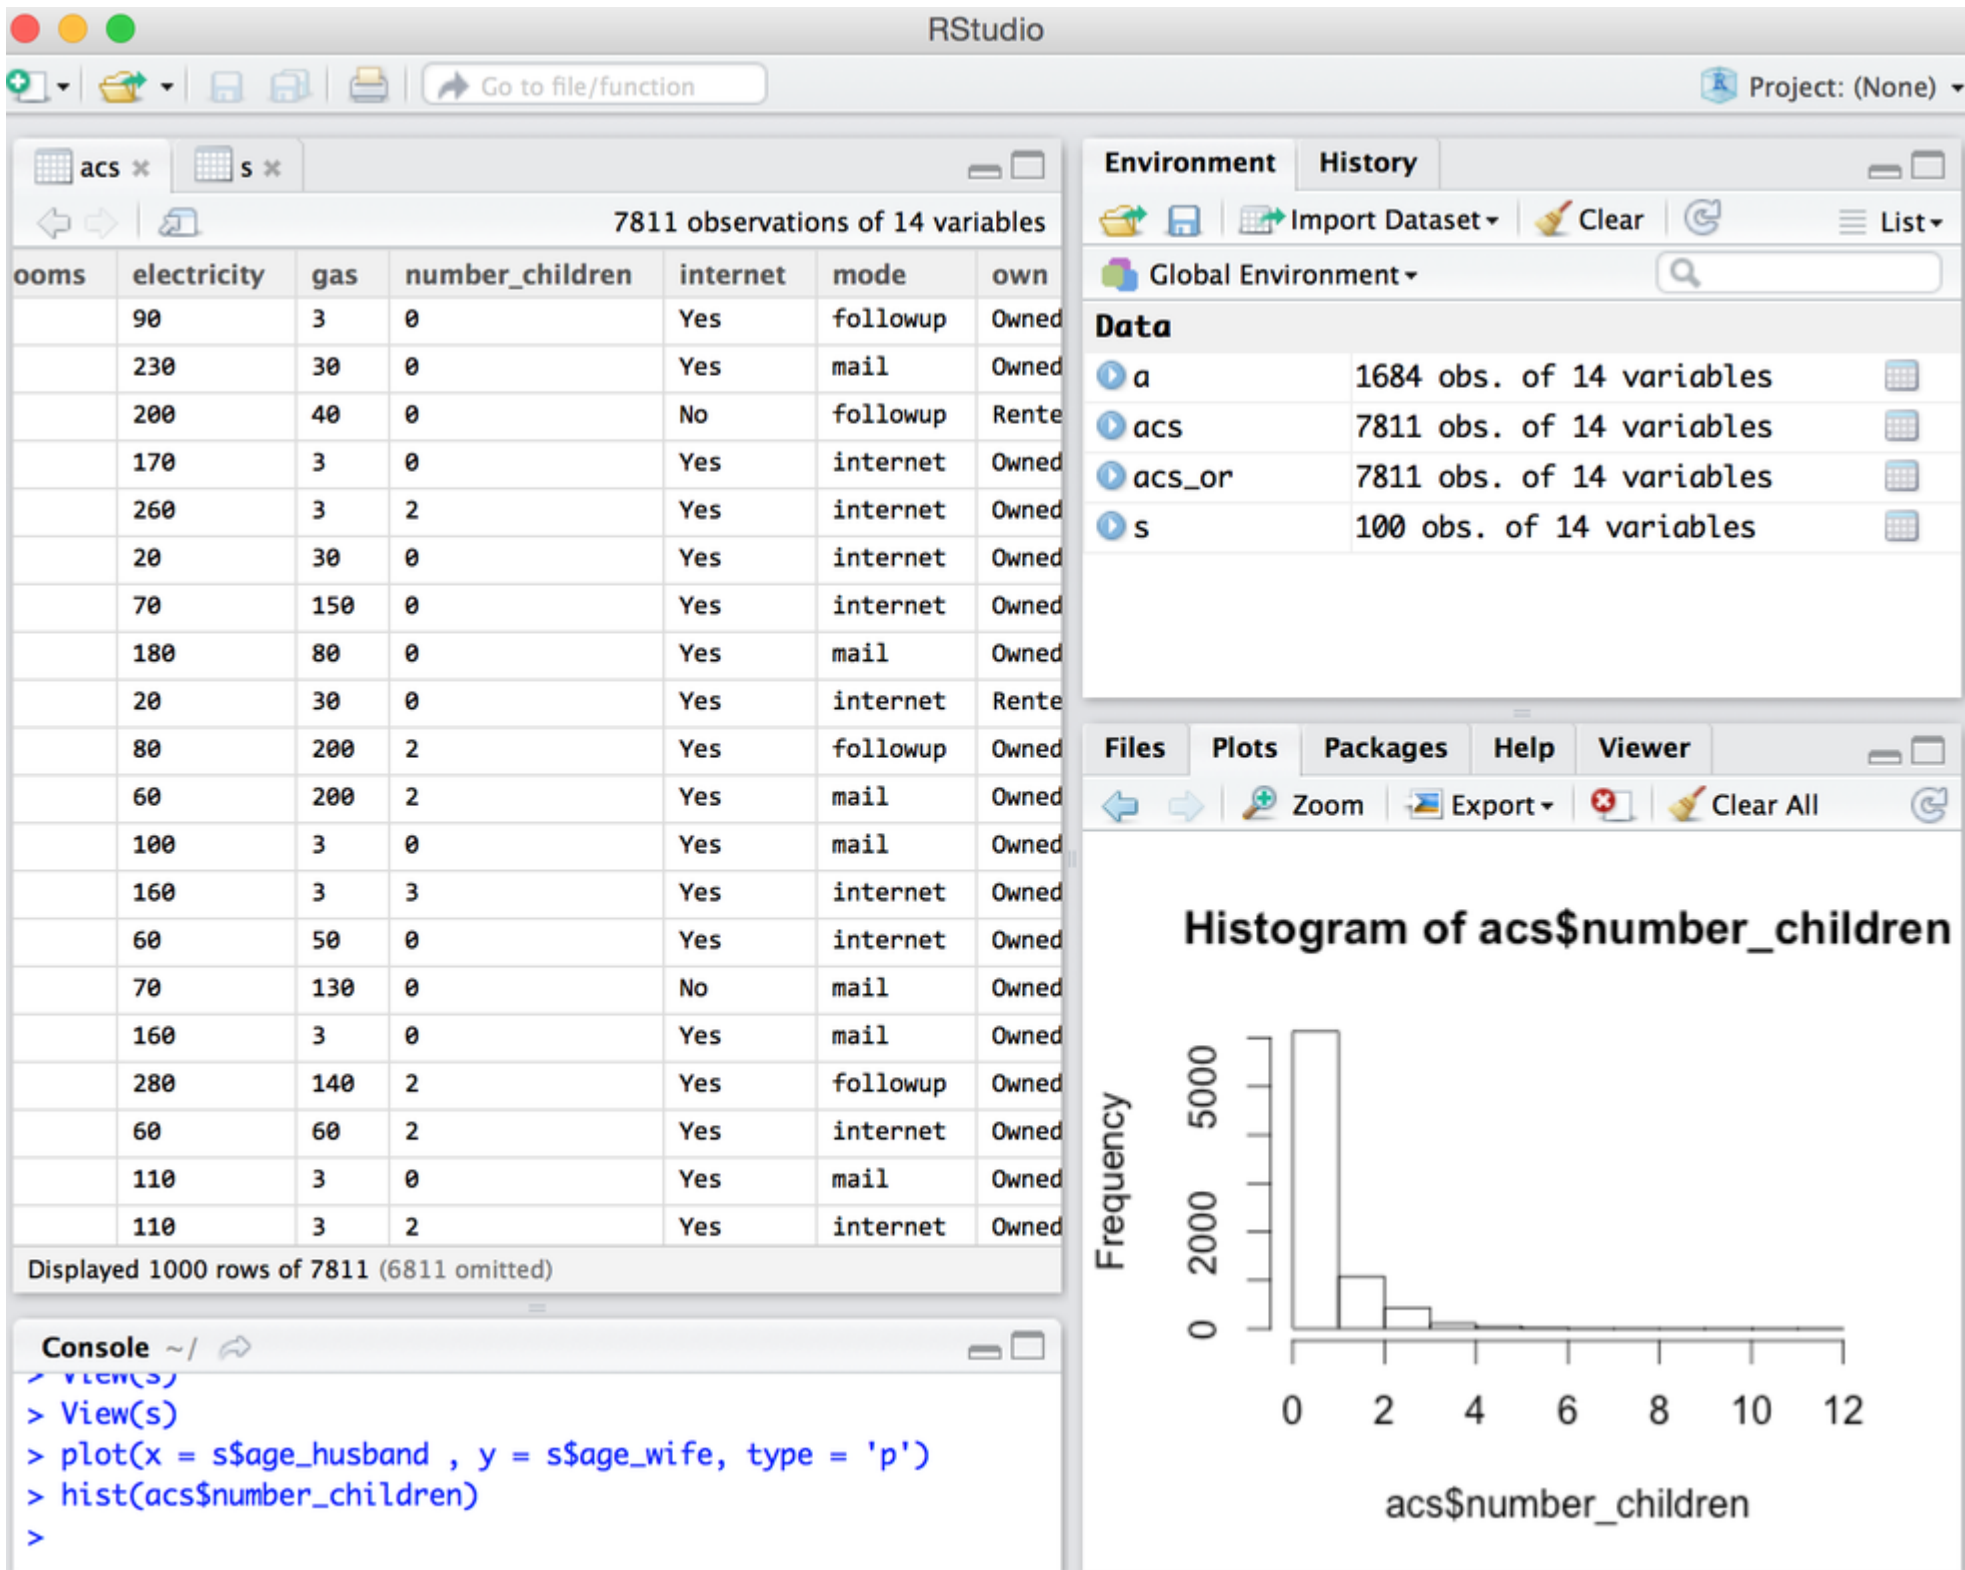 RStudio
Go to file/function
Project: (None)
acs
s
7811 observations of 14 variables
ooms electricity gas number_children internet mode own
90 3 0 Yes followup Owned
230 30 0 Yes mail Owned
200 40 0 No followup Rente
170 3 0 Yes internet Owned
260 3 2 Yes internet Owned
20 30 0 Yes internet Owned
70 150 0 Yes internet Owned
180 80 0 Yes mail Owned
20 30 0 Yes internet Rente
80 200 2 Yes followup Owned
60 200 2 Yes mail Owned
100 3 0 Yes mail Owned
160 3 3 Yes internet Owned
60 50 0 Yes internet Owned
70 130 0 No mail Owned
160 3 0 Yes mail Owned
280 140 2 Yes followup Owned
60 60 2 Yes internet Owned
110 3 0 Yes mail Owned
110 3 2 Yes internet Owned
Displayed 1000 rows of 7811 (6811 omitted)
Console ~/
> View(s)
> View(s)
> plot(x = s$age_husband , y = s$age_wife, type = 'p')
> hist(acs$number_children)
>
Environment History
Import Dataset Clear List
Global Environment
Data
a 1684 obs. of 14 variables
acs 7811 obs. of 14 variables
acs_or 7811 obs. of 14 variables
s 100 obs. of 14 variables
Files Plots Packages Help Viewer
Zoom Export Clear All
Histogram of acs$number_children
Frequency
5000
2000
0
0 2 4 6 8 10 12
acs$number_children